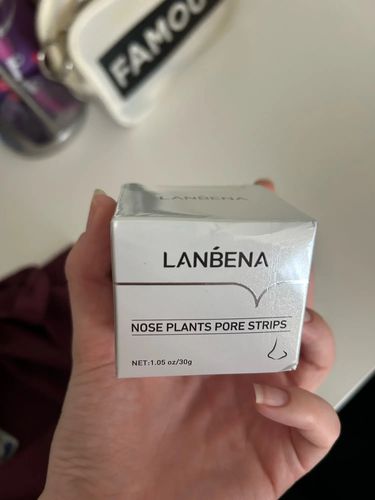 FAMOU
LANBENA
LANBENA
NOSE PLANTS PORE STRIPS
NET:1.05 oz/30g